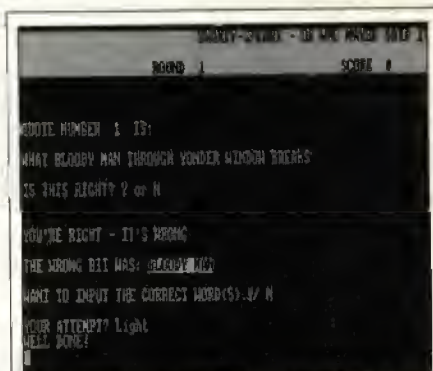 ROUND 1 SCORE 0
QUOTE NUMBER 1 IS:
WHAT BLOODY MAN THROUGH YONDER WINDOW BREAKS
IS THIS RIGHT? Y or N
YOU'RE RIGHT - IT'S WRONG
THE WRONG BIT WAS: BLOODY MAN
WANT TO INPUT THE CORRECT WORD(S).Y/ N
YOUR ATTEMPT? Light
WELL DONE!